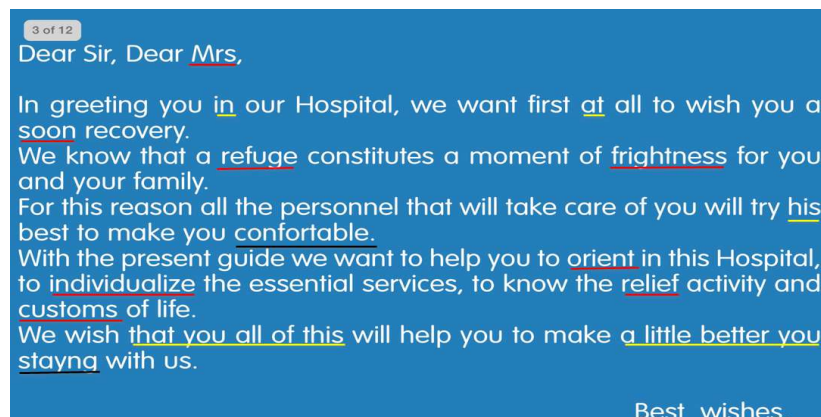 3 of 12
Dear Sir, Dear Mrs,
In greeting you in our Hospital, we want first at all to wish you a
soon recovery.
We know that a refuge constitutes a moment of frightness for you
and your family.
For this reason all the personnel that will take care of you will try his
best to make you confortable.
With the present guide we want to help you to orient in this Hospital,
to individualize the essential services, to know the relief activity and
customs of life.
We wish that you all of this will help you to make a little better you
stayng with us.
Best wishes